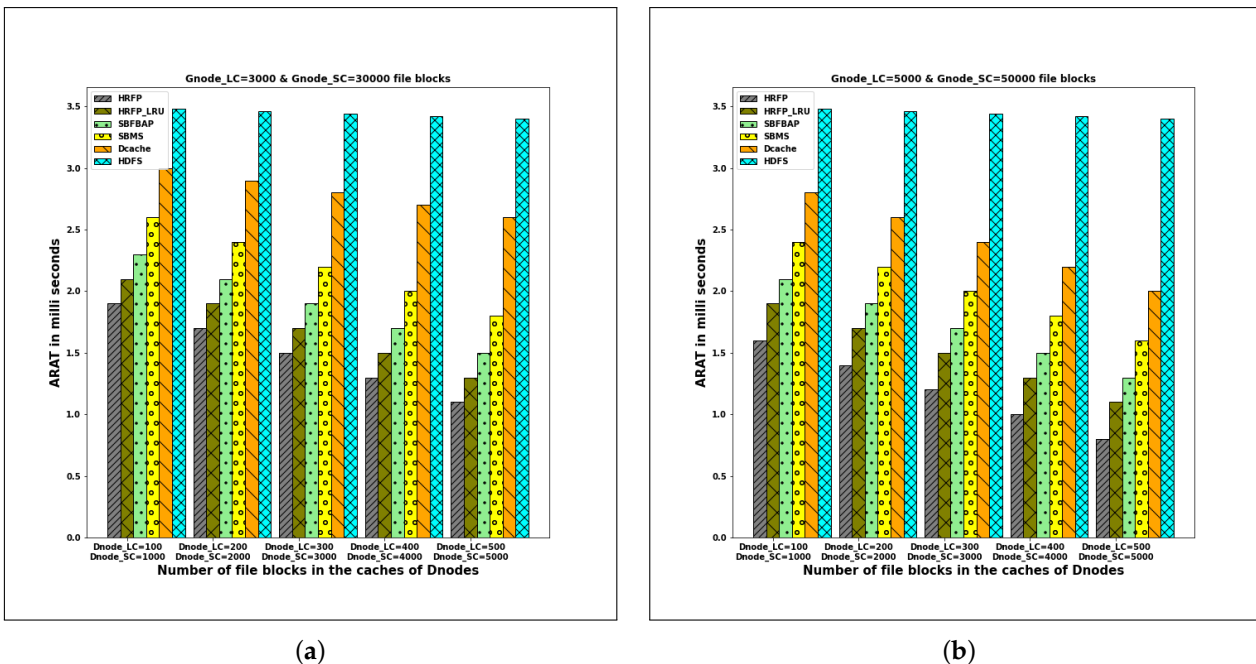 Gnode_LC=3000 & Gnode_SC=30000 file blocks
HRFP
HRFP_LRU
SBFBAP
SBMS
Dcache
HDFS
3.5
3.0
2.5
2.0
1.5
1.0
0.5
0.0
ARAT in milli seconds
Dnode_LC=100
Dnode_SC=1000
Dnode_LC=200
Dnode_SC=2000
Dnode_LC=300
Dnode_SC=3000
Dnode_LC=400
Dnode_SC=4000
Dnode_LC=500
Dnode_SC=5000
Number of file blocks in the caches of Dnodes
(a)
Gnode_LC=5000 & Gnode_SC=50000 file blocks
HRFP
HRFP_LRU
SBFBAP
SBMS
Dcache
HDFS
3.5
3.0
2.5
2.0
1.5
1.0
0.5
0.0
ARAT in milli seconds
Dnode_LC=100
Dnode_SC=1000
Dnode_LC=200
Dnode_SC=2000
Dnode_LC=300
Dnode_SC=3000
Dnode_LC=400
Dnode_SC=4000
Dnode_LC=500
Dnode_SC=5000
Number of file blocks in the caches of Dnodes
(b)